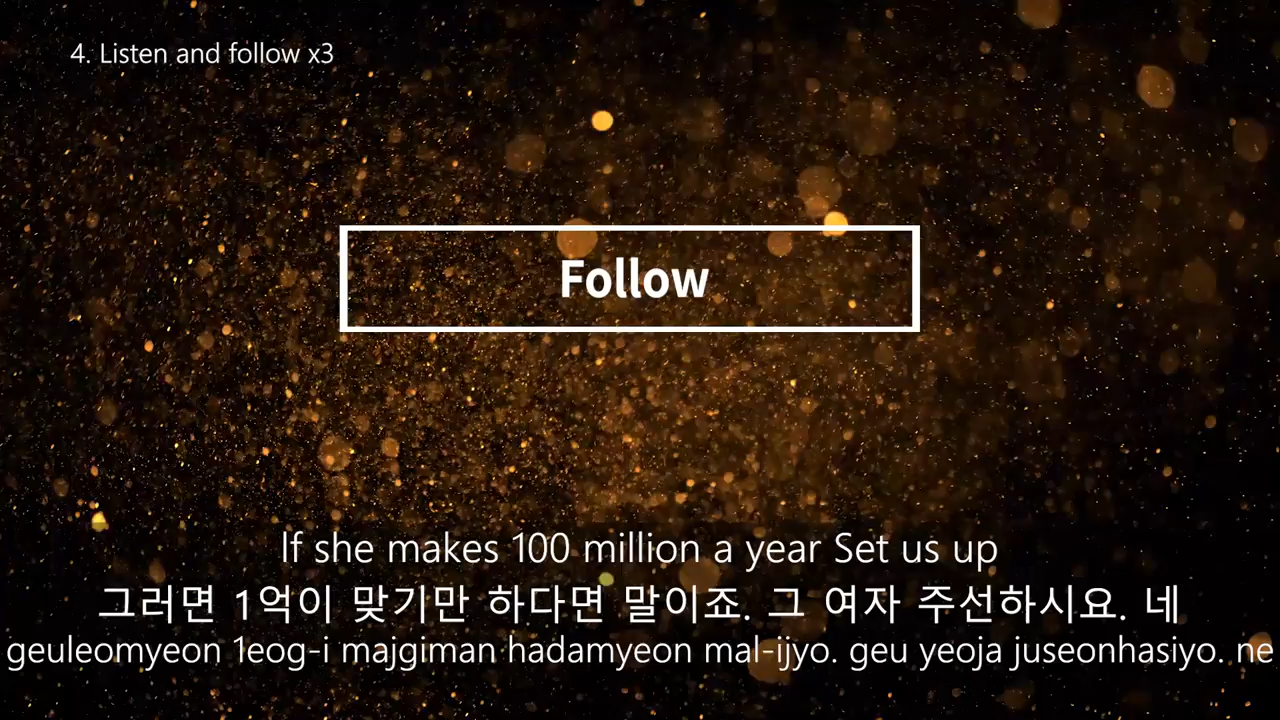 4. Listen and follow x3
Follow
If she makes 100 million a year Set us up
그러면 1억이 맞기만 하다면 말이죠. 그 여자 주선하시요. 네
geuleomyeon 1eog-i majgiman hadamyeon mal-ijyo. geu yeoja juseonhasiyo. ne